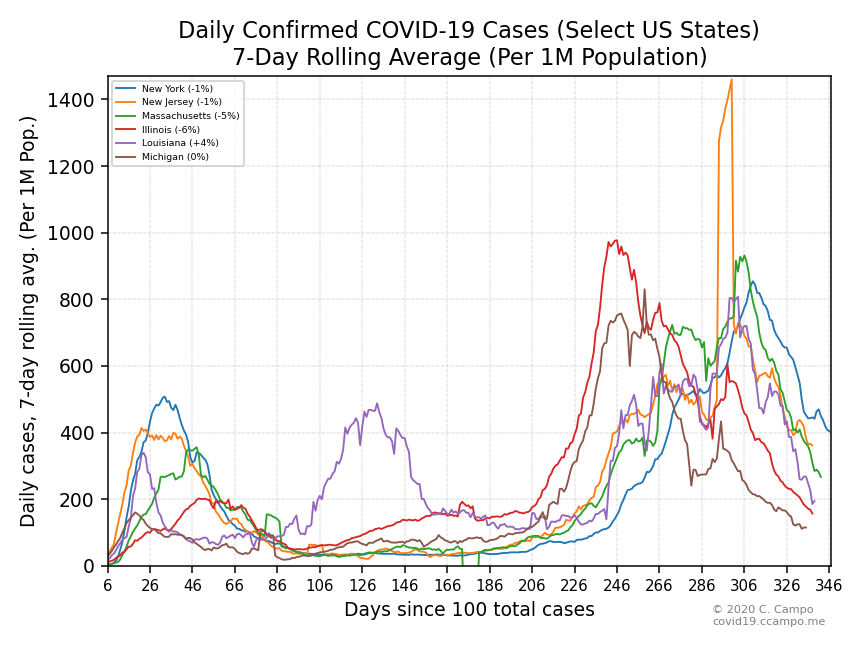 Daily Confirmed COVID-19 Cases (Select US States)
7-Day Rolling Average (Per 1M Population)
Daily cases, 7-day rolling avg. (Per 1M Pop.)
1400
1200
1000
800
600
400
200
0
New York (-1%)
New Jersey (-1%)
Massachusetts (-5%)
Illinois (-6%)
Louisiana (+4%)
Michigan (0%)
6 26 46 66 86 106 126 146 166 186 206 226 246 266 286 306 326 346
Days since 100 total cases
© 2020 C. Campo
covid19.ccampo.me